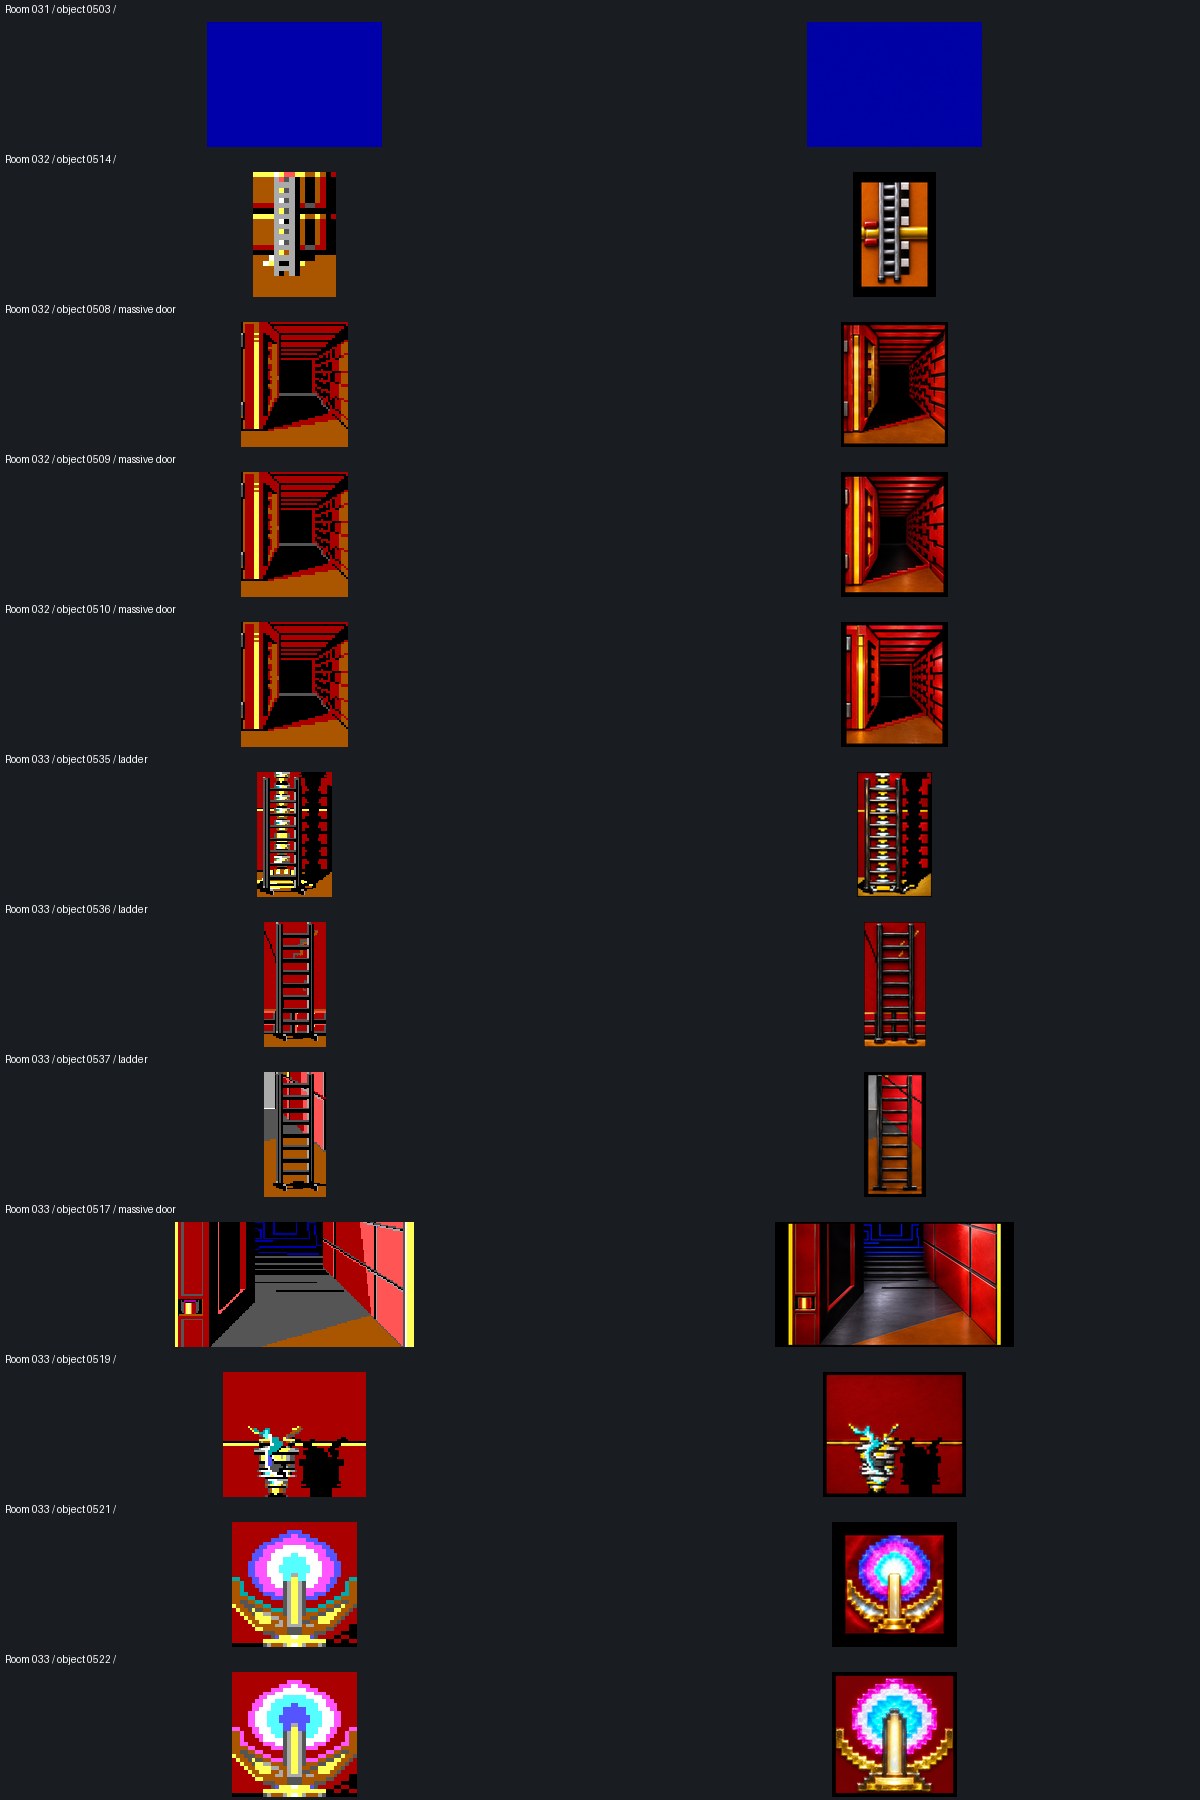 Room 031 / object 0503 /
Room 032 / object 0514 /
Room 032 / object 0508 / massive door
Room 032 / object 0509 / massive door
Room 032 / object 0510 / massive door
Room 033 / object 0535 / ladder
Room 033 / object 0536 / ladder
Room 033 / object 0537 / ladder
Room 033 / object 0517 / massive door
Room 033 / object 0519 /
Room 033 / object 0521 /
Room 033 / object 0522 /